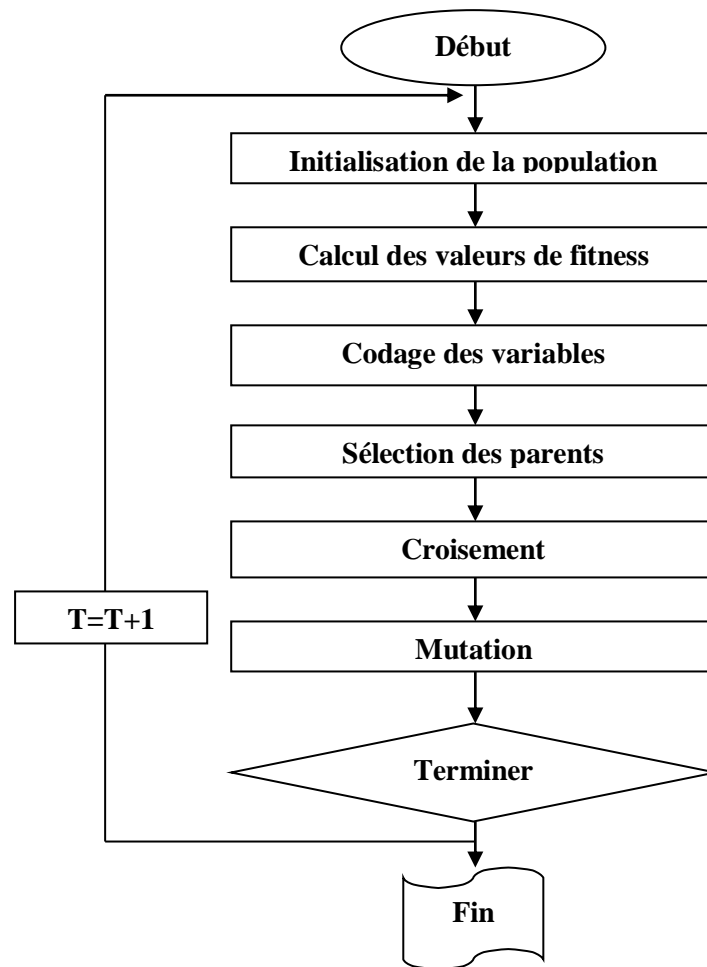 Début
Initialisation de la population
Calcul des valeurs de fitness
Codage des variables
Sélection des parents
Croisement
T=T+1
Mutation
Terminer
Fin